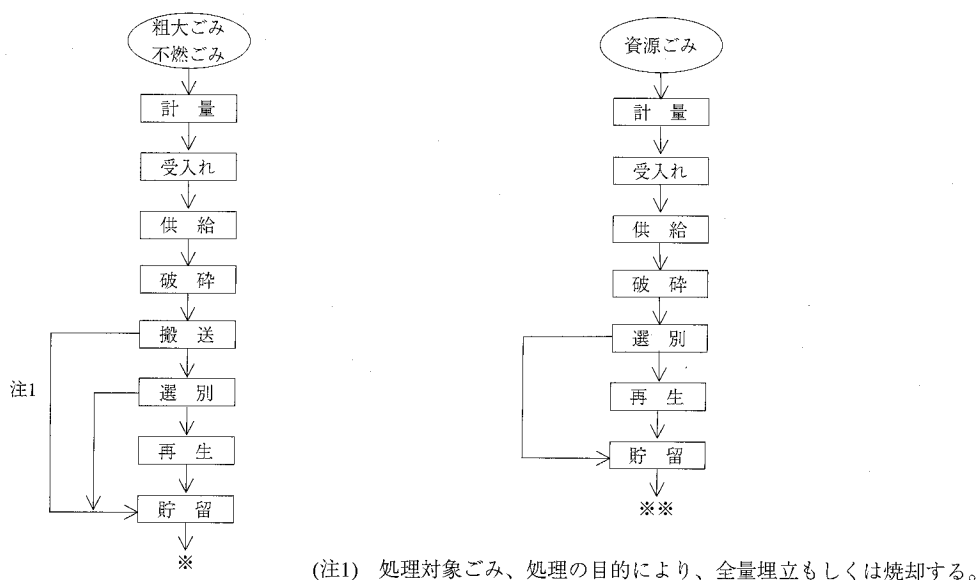 粗大ごみ
不燃ごみ
計 量
受入れ
供 給
破 砕
搬 送
選 別
再 生
貯 留
※
注1
資源ごみ
計 量
受入れ
供 給
破 砕
選 別
再 生
貯 留
※※
(注1) 処理対象ごみ、処理の目的により、全量埋立もしくは焼却する。